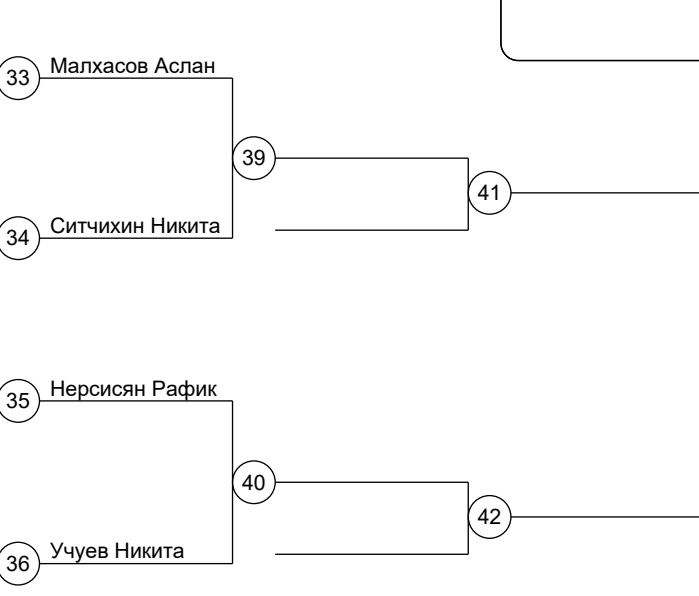 33 Малхасов Аслан
39
41
34 Ситчихин Никита
35 Нерсисян Рафик
40
42
36 Учуев Никита